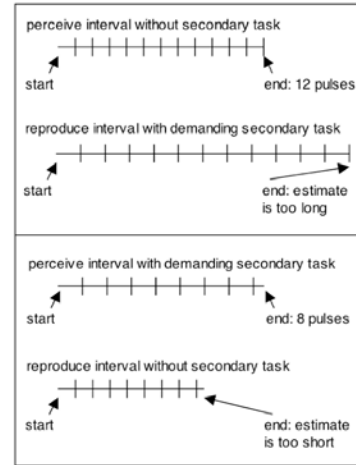 perceive interval without secondary task
start
end: 12 pulses
reproduce interval with demanding secondary task
start
end: estimate
is too long
perceive interval with demanding secondary task
start
end: 8 pulses
reproduce interval without secondary task
start
end: estimate
is too short